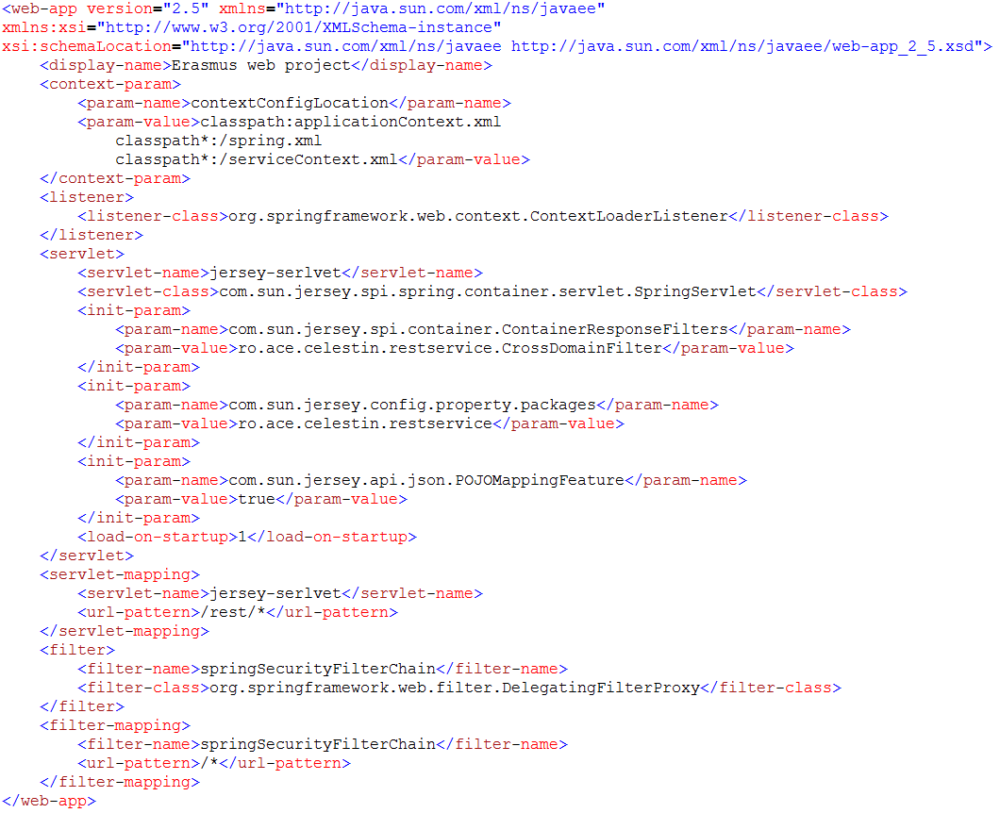 <web-app version="2.5" xmlns="http://java.sun.com/xml/ns/javaee"
xmlns:xsi="http://www.w3.org/2001/XMLSchema-instance"
xsi:schemaLocation="http://java.sun.com/xml/ns/javaee http://java.sun.com/xml/ns/javaee/web-app_2_5.xsd">
    <display-name>Erasmus web project</display-name>
    <context-param>
        <param-name>contextConfigLocation</param-name>
        <param-value>classpath:applicationContext.xml
            classpath*:/spring.xml
            classpath*:/serviceContext.xml</param-value>
    </context-param>
    <listener>
        <listener-class>org.springframework.web.context.ContextLoaderListener</listener-class>
    </listener>
    <servlet>
        <servlet-name>jersey-serlvet</servlet-name>
        <servlet-class>com.sun.jersey.spi.spring.container.servlet.SpringServlet</servlet-class>
        <init-param>
            <param-name>com.sun.jersey.spi.container.ContainerResponseFilters</param-name>
            <param-value>ro.ace.celestin.restservice.CrossDomainFilter</param-value>
        </init-param>
        <init-param>
            <param-name>com.sun.jersey.config.property.packages</param-name>
            <param-value>ro.ace.celestin.restservice</param-value>
        </init-param>
        <init-param>
            <param-name>com.sun.jersey.api.json.POJOMappingFeature</param-name>
            <param-value>true</param-value>
        </init-param>
        <load-on-startup>1</load-on-startup>
    </servlet>
    <servlet-mapping>
        <servlet-name>jersey-serlvet</servlet-name>
        <url-pattern>/rest/*</url-pattern>
    </servlet-mapping>
    <filter>
        <filter-name>springSecurityFilterChain</filter-name>
        <filter-class>org.springframework.web.filter.DelegatingFilterProxy</filter-class>
    </filter>
    <filter-mapping>
        <filter-name>springSecurityFilterChain</filter-name>
        <url-pattern>/*</url-pattern>
    </filter-mapping>
</web-app>